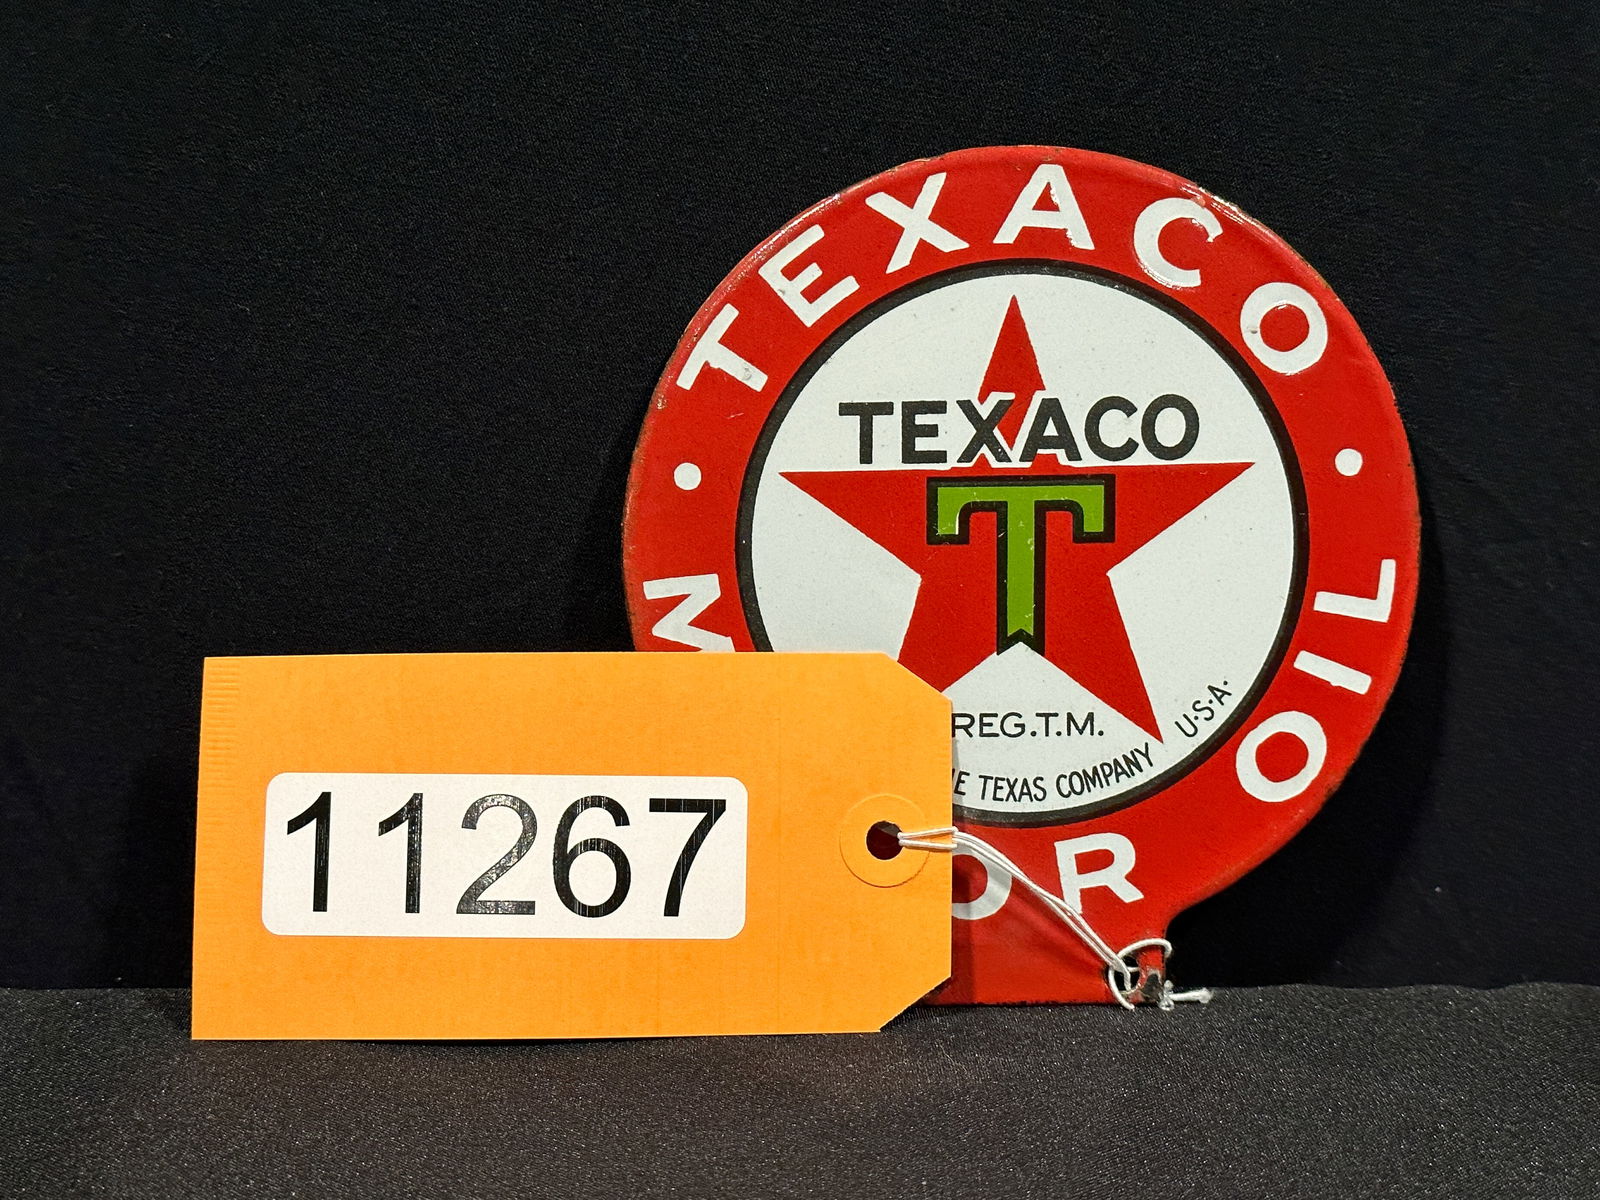 TEXACO
TEXACO
T
REG.T.M.
TEXAS COMPANY U·S·A·
OIL
11267